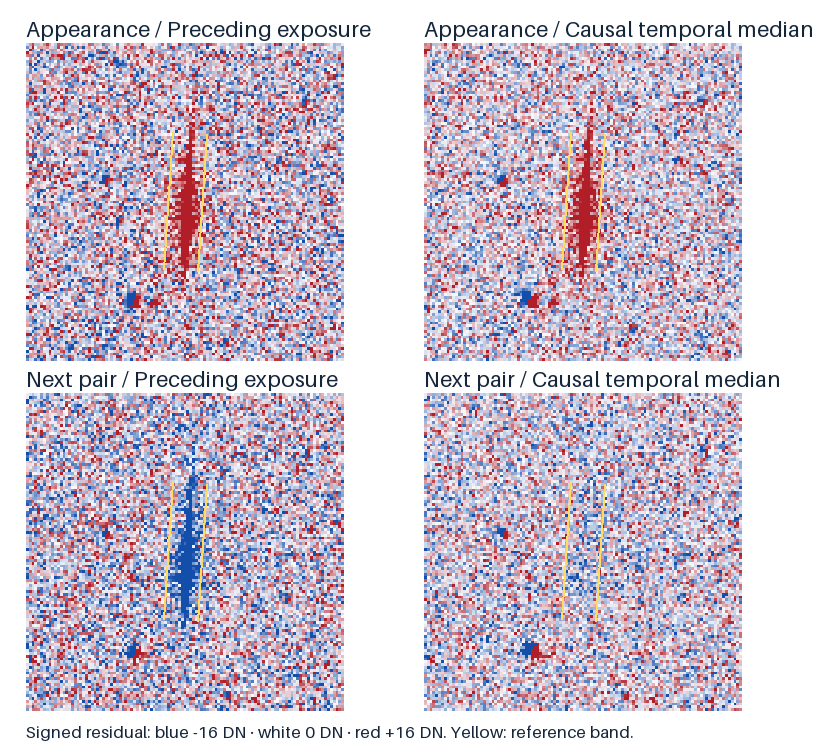 Appearance / Preceding exposure
Appearance / Causal temporal median
Next pair / Preceding exposure
Next pair / Causal temporal median
Signed residual: blue -16 DN · white 0 DN · red +16 DN. Yellow: reference band.